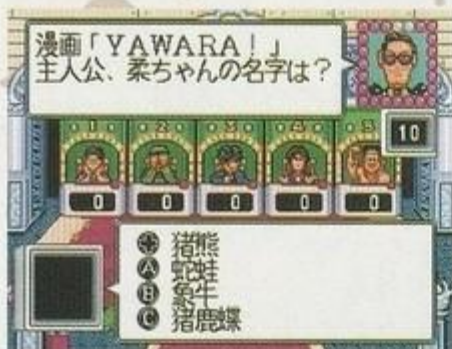 漫画「YAWARA!」
主人公、柔ちゃんの名字は?
10
1 2 3 4 5
0 0 0 0 0
猪熊
A 蛇蛙
B 象牛
C 猪鹿蝶